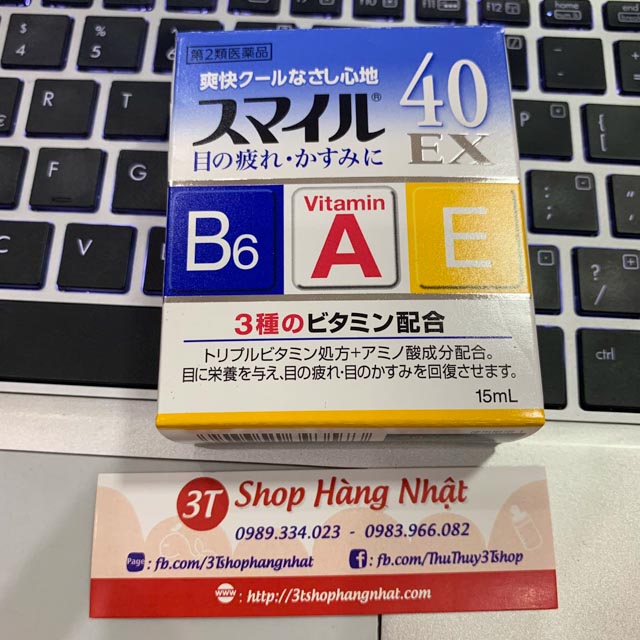 第2類医薬品
爽快クールなさし心地
スマイル® 40
EX
目の疲れ・かすみに
B6
Vitamin
A
E
3種のビタミン配合
トリプルビタミン処方+アミノ酸成分配合。
目に栄養を与え、目の疲れ・目のかすみを回復させます。
15mL
3T Shop Hàng Nhật
0989.334.023 - 0983.966.082
Page : fb.com/3Tshophangnhat
f : fb.com/ThuThuy3Tshop
www : http://3tshophangnhat.com
$
4
%
5
E
R
T
D
F
G
C
V
end
home
P
ctrl